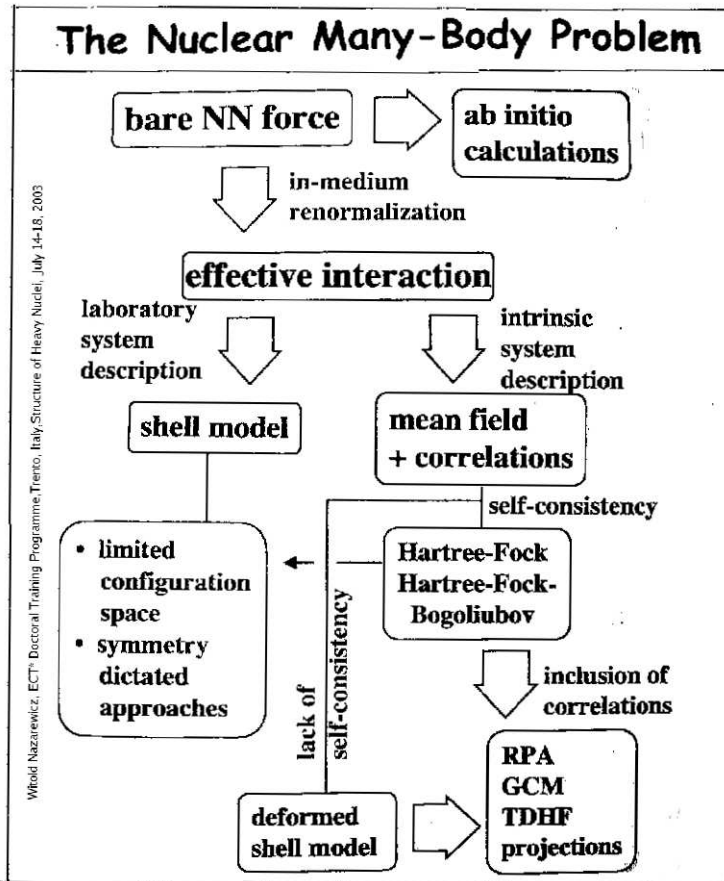 The Nuclear Many-Body Problem
bare NN force
ab initio
calculations
in-medium
renormalization
effective interaction
laboratory
system
description
intrinsic
system
description
shell model
mean field
+ correlations
self-consistency
• limited
configuration
space
• symmetry
dictated
approaches
Hartree-Fock
Hartree-Fock-
Bogoliubov
lack of
self-consistency
inclusion of
correlations
deformed
shell model
RPA
GCM
TDHF
projections
Witold Nazarewicz, ECT* Doctoral Training Programme,Trento, Italy,Structure of Heavy Nuclei, July 14-18, 2003